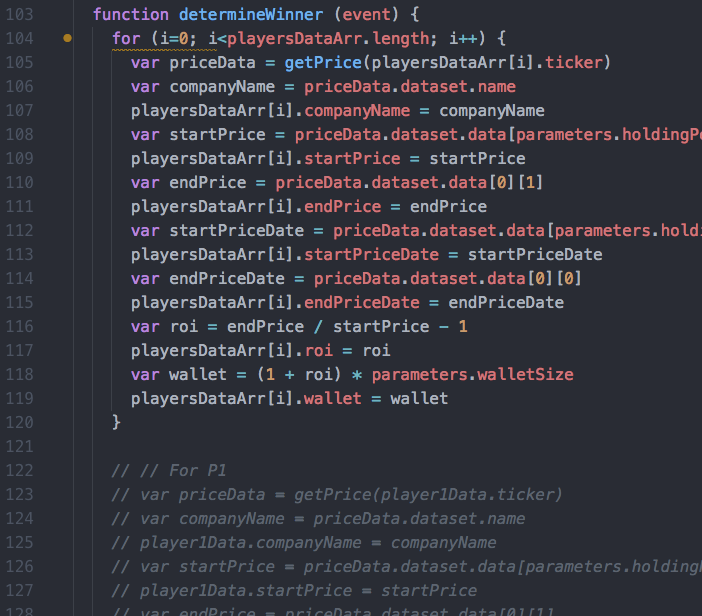 103 function determineWinner (event) {
104 for (i=0; i<playersDataArr.length; i++) {
105 var priceData = getPrice(playersDataArr[i].ticker)
106 var companyName = priceData.dataset.name
107 playersDataArr[i].companyName = companyName
108 var startPrice = priceData.dataset.data[parameters.holdingPe
109 playersDataArr[i].startPrice = startPrice
110 var endPrice = priceData.dataset.data[0][1]
111 playersDataArr[i].endPrice = endPrice
112 var startPriceDate = priceData.dataset.data[parameters.holdi
113 playersDataArr[i].startPriceDate = startPriceDate
114 var endPriceDate = priceData.dataset.data[0][0]
115 playersDataArr[i].endPriceDate = endPriceDate
116 var roi = endPrice / startPrice - 1
117 playersDataArr[i].roi = roi
118 var wallet = (1 + roi) * parameters.walletSize
119 playersDataArr[i].wallet = wallet
120 }
121
122 // // For P1
123 // var priceData = getPrice(player1Data.ticker)
124 // var companyName = priceData.dataset.name
125 // player1Data.companyName = companyName
126 // var startPrice = priceData.dataset.data[parameters.holding
127 // player1Data.startPrice = startPrice
128 // var endPrice = priceData.dataset.data[0][1]